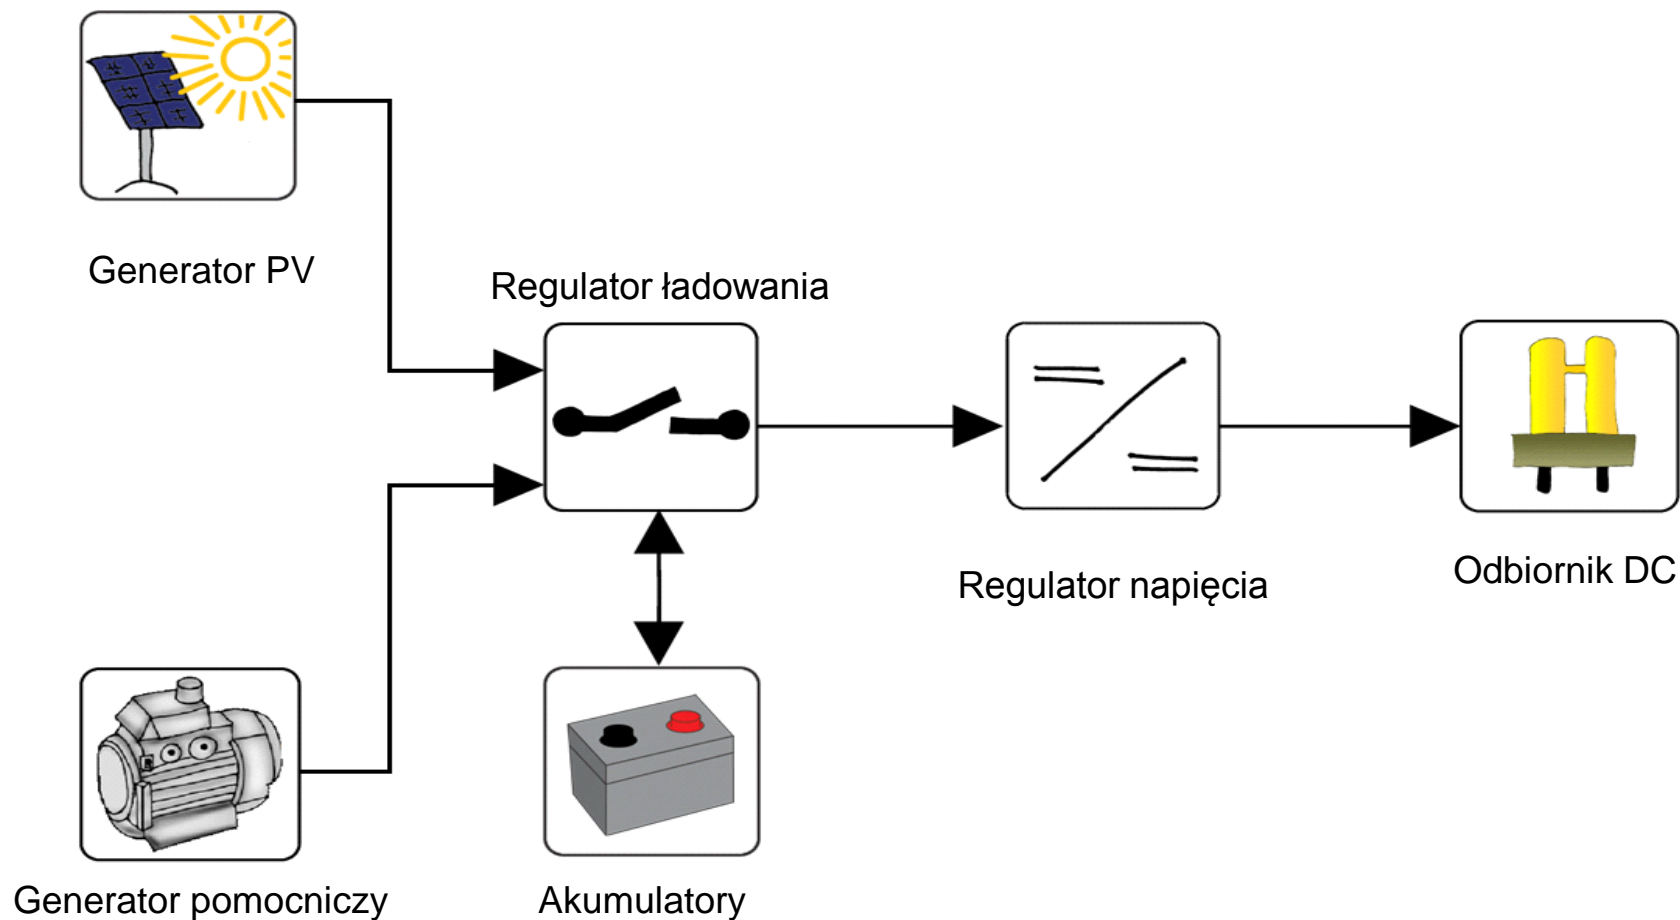 Generator PV
Regulator ładowania
Regulator napięcia
Odbiornik DC
Generator pomocniczy
Akumulatory